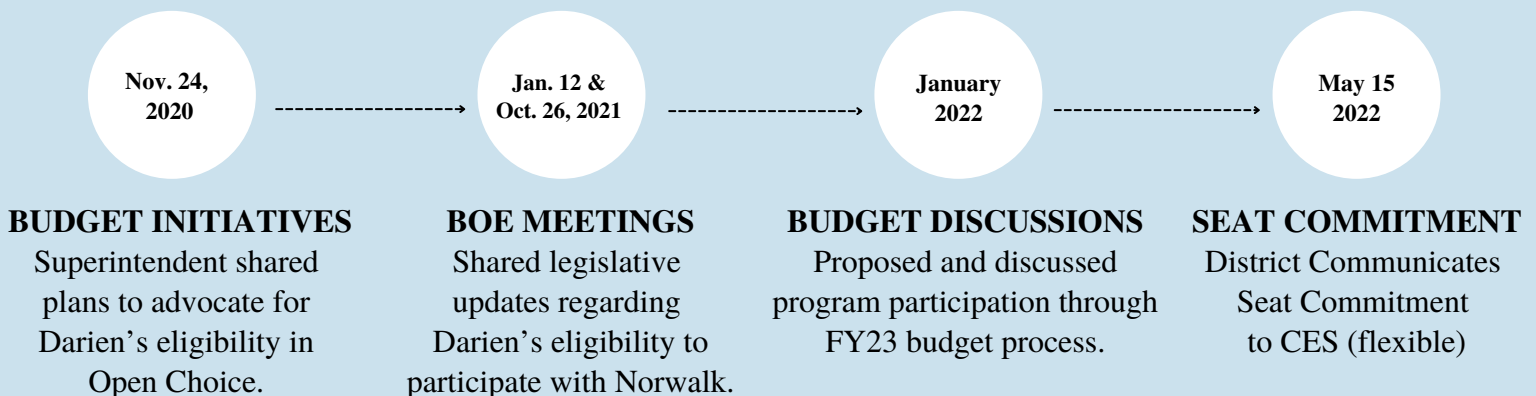 Nov. 24,
2020
Jan. 12 &
Oct. 26, 2021
January
2022
May 15
2022
BUDGET INITIATIVES
Superintendent shared
plans to advocate for
Darien’s eligibility in
Open Choice.
BOE MEETINGS
Shared legislative
updates regarding
Darien’s eligibility to
participate with Norwalk.
BUDGET DISCUSSIONS
Proposed and discussed
program participation through
FY23 budget process.
SEAT COMMITMENT
District Communicates
Seat Commitment
to CES (flexible)